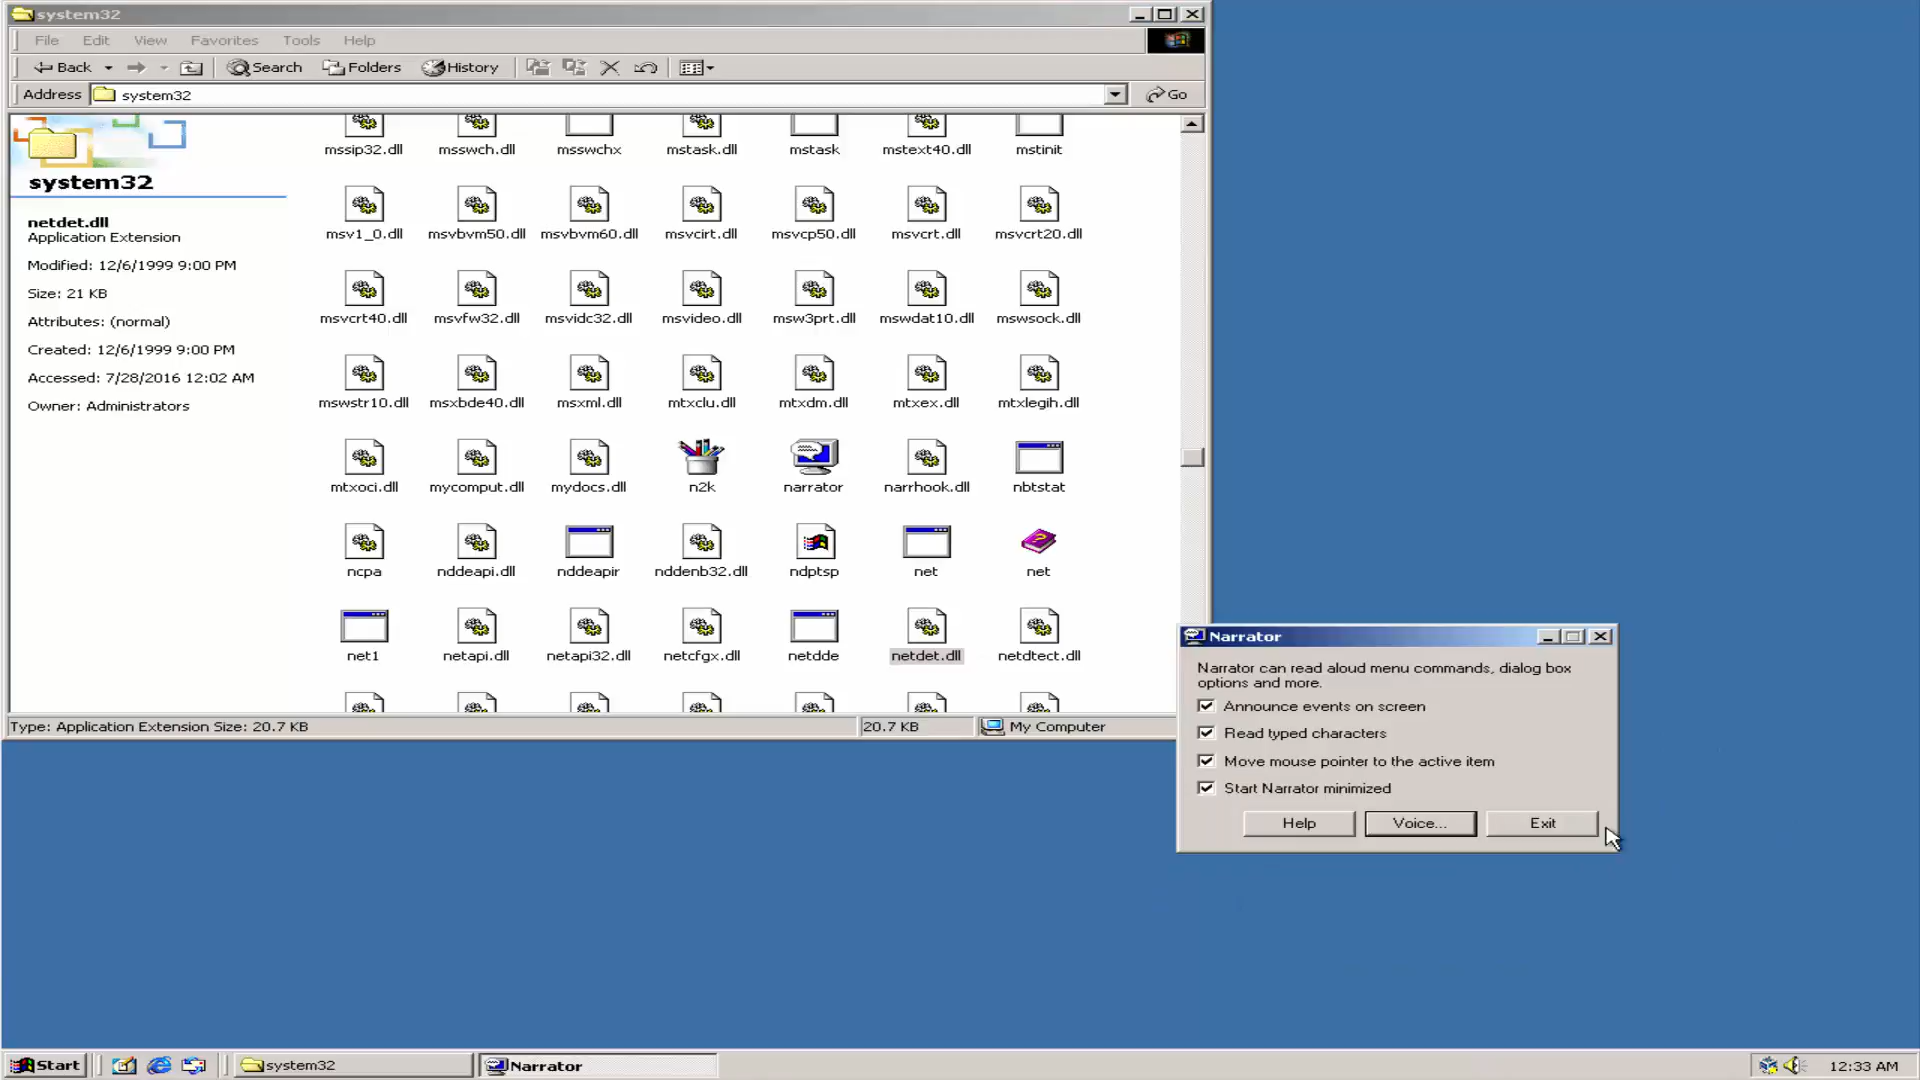 system32
File Edit View Favorites Tools Help
Back Search Folders History
Address system32 Go
system32
netdet.dll
Application Extension
Modified: 12/6/1999 9:00 PM
Size: 21 KB
Attributes: (normal)
Created: 12/6/1999 9:00 PM
Accessed: 7/28/2016 12:02 AM
Owner: Administrators
mssip32.dll msswch.dll msswchx mstask.dll mstask mstext40.dll mstinit
msv1_0.dll msvbvm50.dll msvbvm60.dll msvcirt.dll msvcp50.dll msvcrt.dll msvcrt20.dll
msvcrt40.dll msvfw32.dll msvidc32.dll msvideo.dll msw3prt.dll mswdat10.dll mswsock.dll
mswstr10.dll msxbde40.dll msxml.dll mtxclu.dll mtxdm.dll mtxex.dll mtxlegih.dll
mtxoci.dll mycomput.dll mydocs.dll n2k narrator narrhook.dll nbtstat
ncpa nddeapi.dll nddeapir nddenb32.dll ndptsp net net
net1 netapi.dll netapi32.dll netcfgx.dll netdde netdet.dll netdtect.dll
Type: Application Extension Size: 20.7 KB 20.7 KB My Computer
Narrator
Narrator can read aloud menu commands, dialog box
options and more.
Announce events on screen
Read typed characters
Move mouse pointer to the active item
Start Narrator minimized
Help Voice... Exit
Start system32 Narrator 12:33 AM